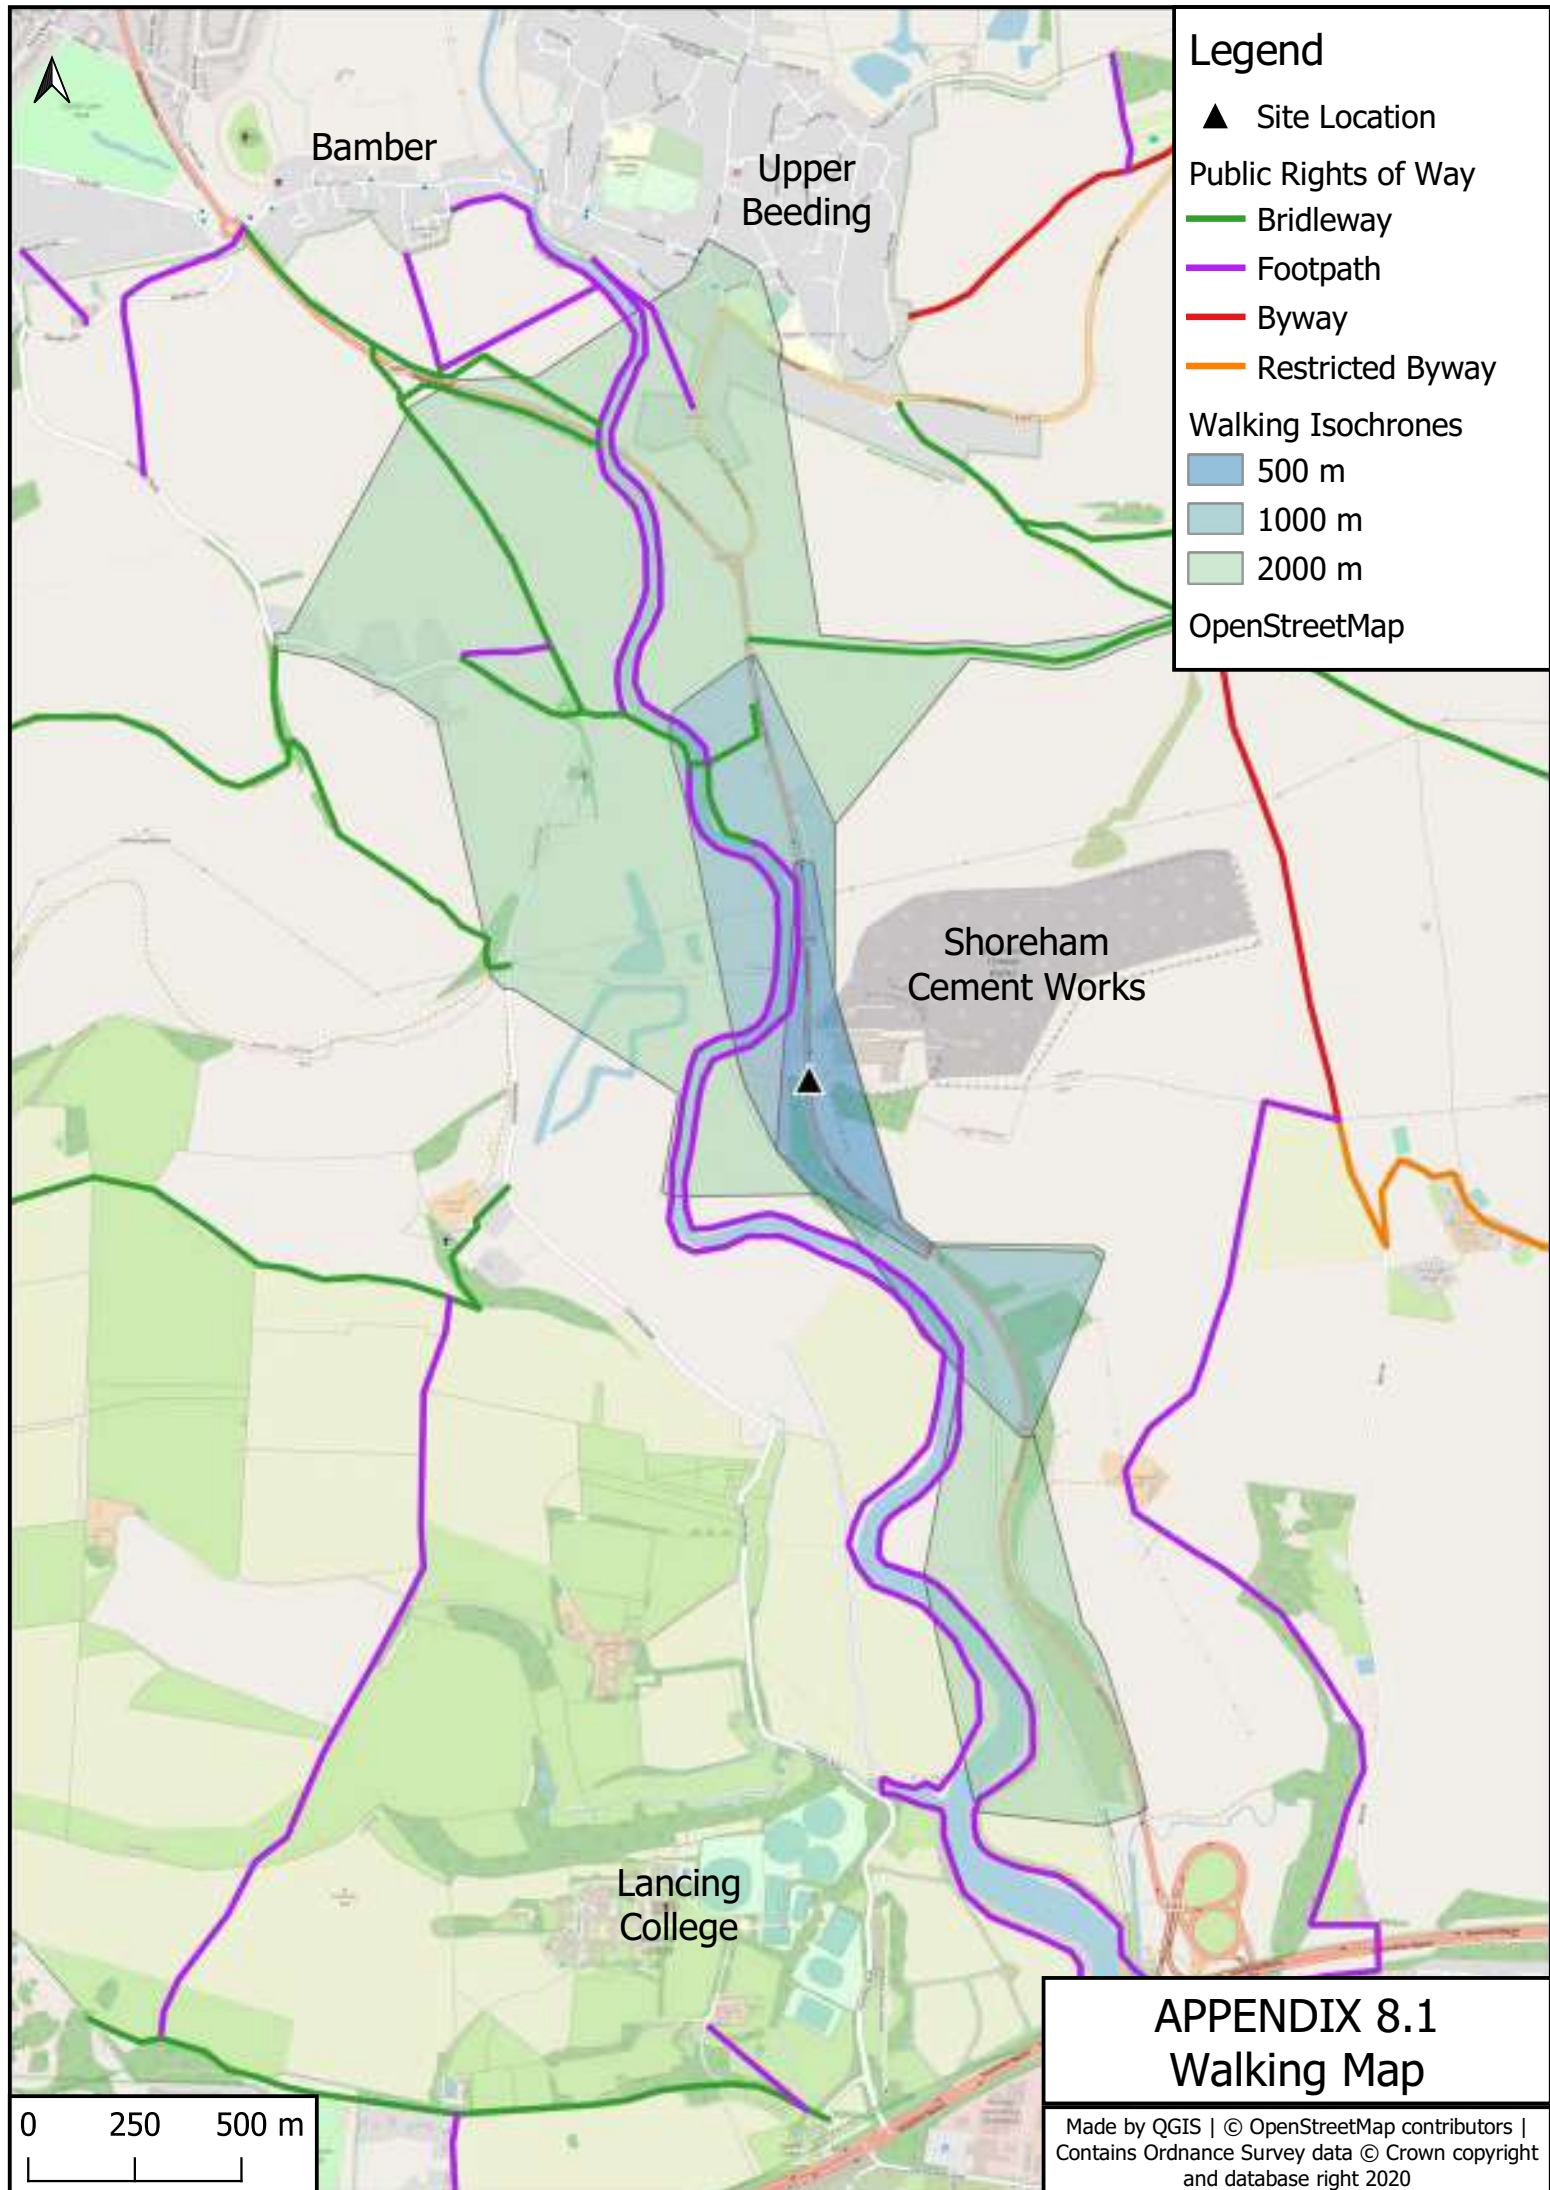 Legend
Site Location
Public Rights of Way
Bridleway
Footpath
Byway
Restricted Byway
Walking Isochrones
500 m
1000 m
2000 m
OpenStreetMap
Bamber
Upper
Beeding
Shoreham
Cement Works
Lancing
College
APPENDIX 8.1
Walking Map
0 250 500 m
Made by QGIS | © OpenStreetMap contributors |
Contains Ordnance Survey data © Crown copyright
and database right 2020